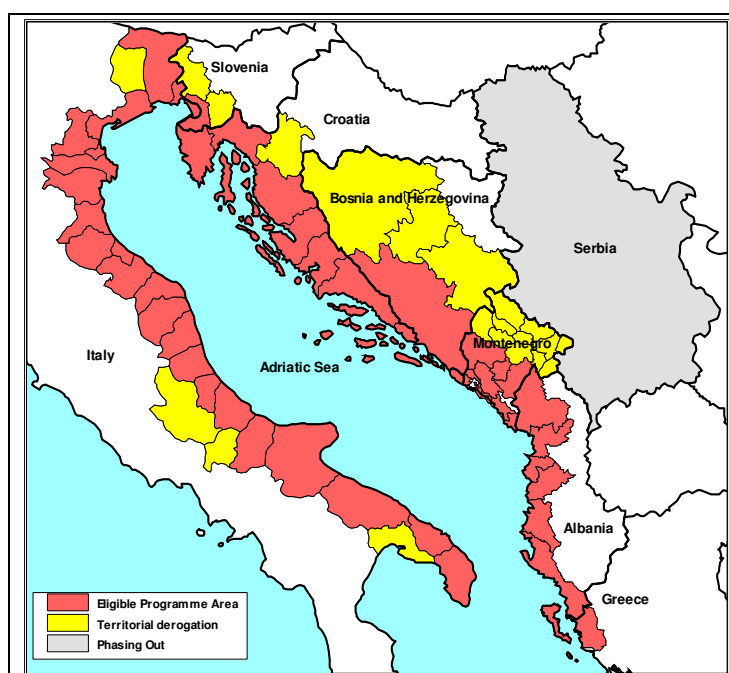 Slovenia
Croatia
Bosnia and Herzegovina
Serbia
Montenegro
Italy
Adriatic Sea
Albania
Greece
Eligible Programme Area
Territorial derogation
Phasing Out